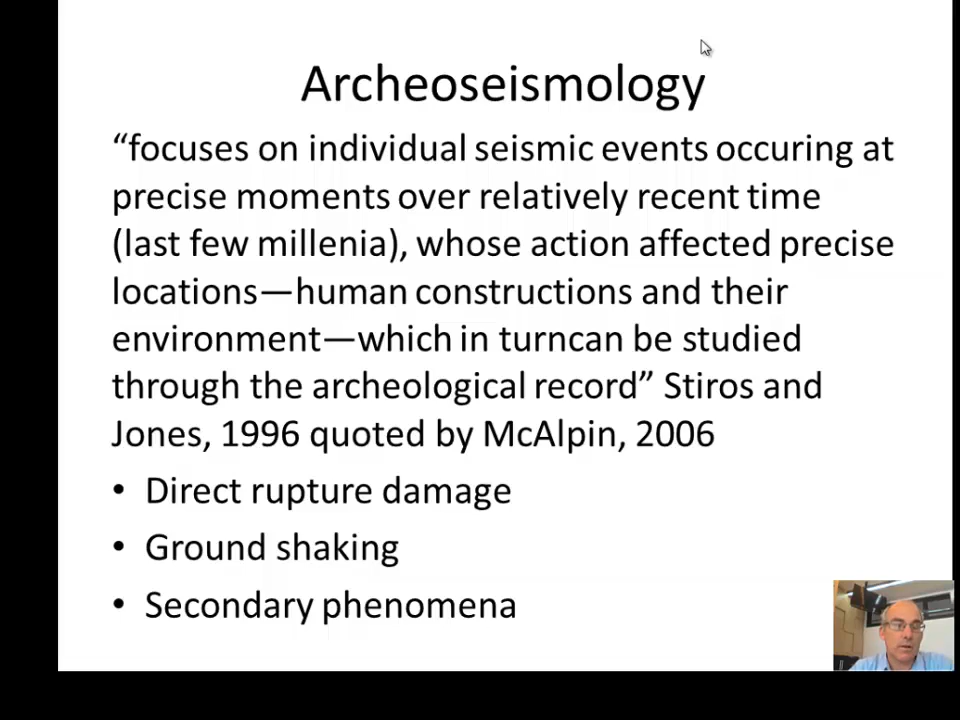 Archeoseismology
“focuses on individual seismic events occuring at
precise moments over relatively recent time
(last few millenia), whose action affected precise
locations—human constructions and their
environment—which in turncan be studied
through the archeological record” Stiros and
Jones, 1996 quoted by McAlpin, 2006
• Direct rupture damage
• Ground shaking
• Secondary phenomena